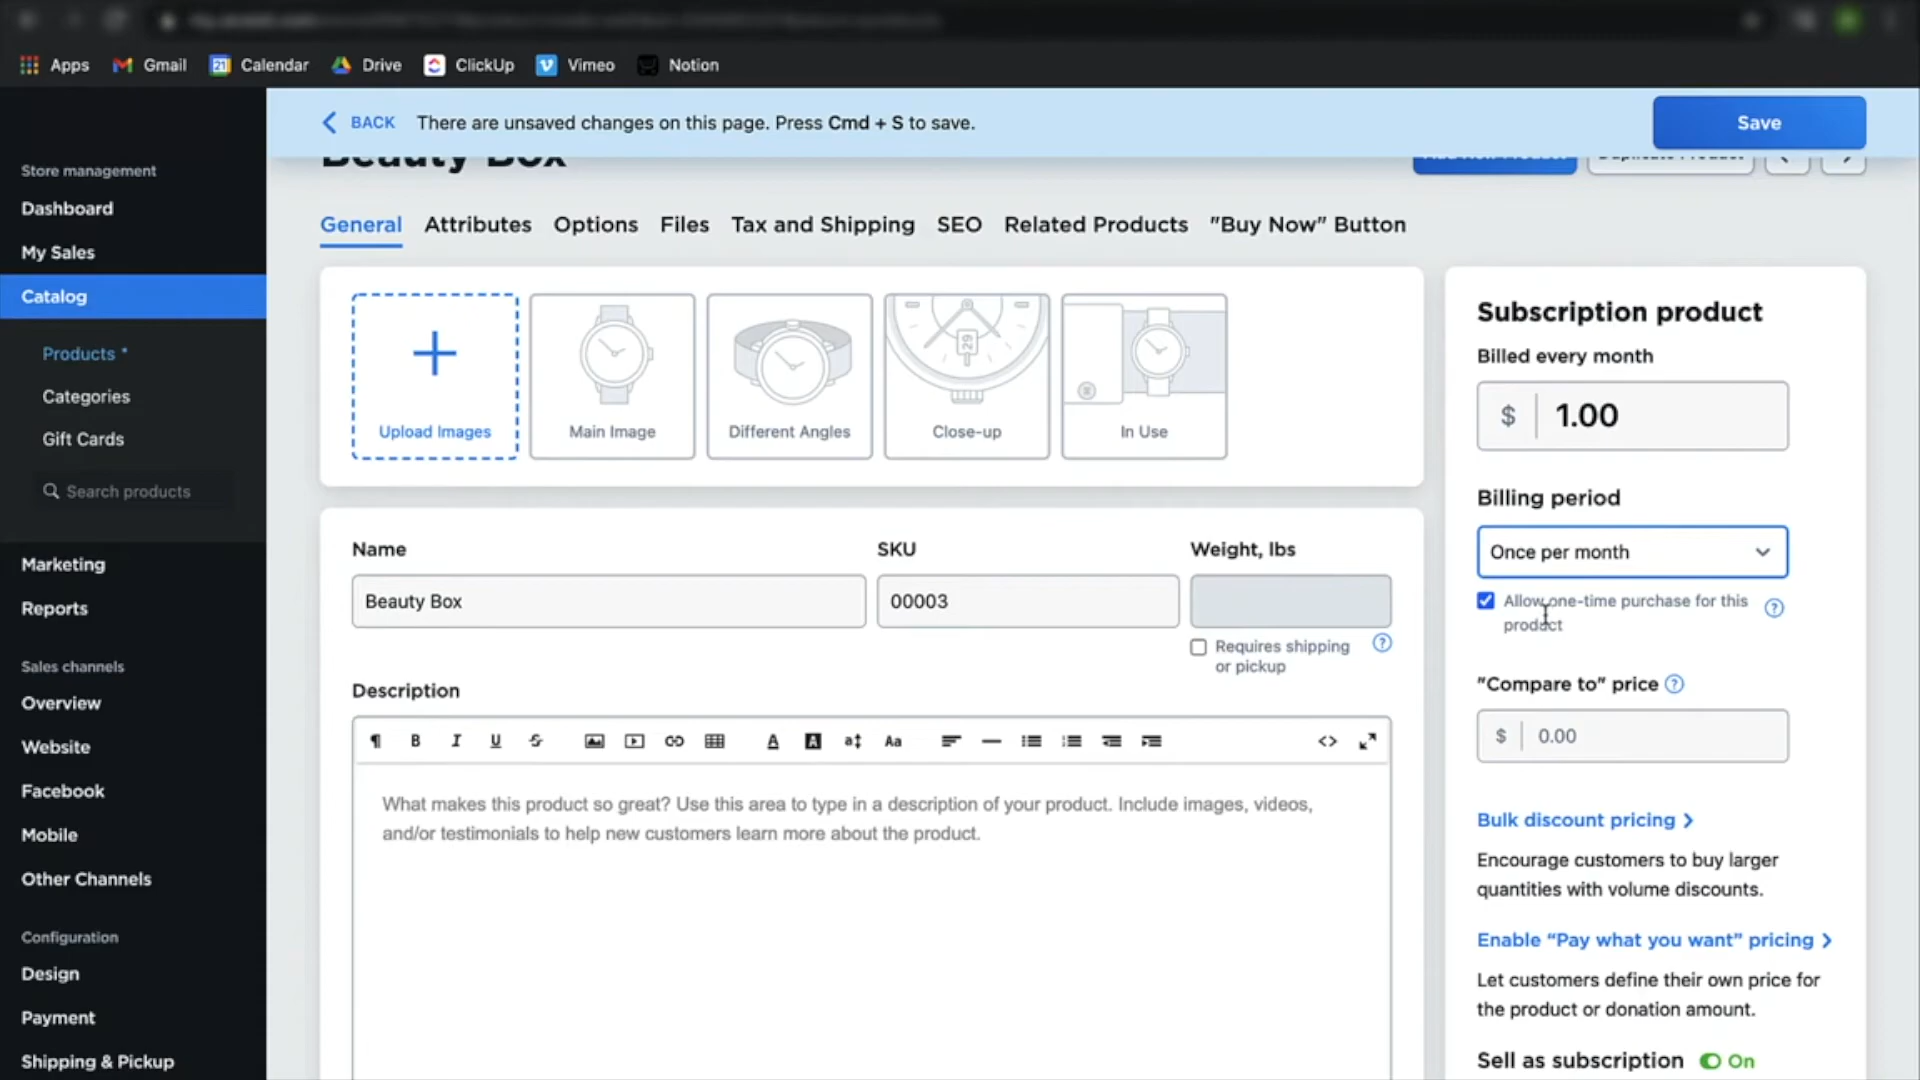 Apps Gmail Calendar Drive ClickUp Vimeo Notion
BACK There are unsaved changes on this page. Press Cmd + S to save.
Save
Store management
Dashboard
My Sales
Catalog
Products *
Categories
Gift Cards
Search products
Marketing
Reports
Sales channels
Overview
Website
Facebook
Mobile
Other Channels
Configuration
Design
Payment
Shipping & Pickup
Beauty Box
General Attributes Options Files Tax and Shipping SEO Related Products "Buy Now" Button
Upload Images
Main Image
Different Angles
29
Close-up
In Use
Name
Beauty Box
SKU
00003
Weight, lbs
Requires shipping
or pickup
Description
What makes this product so great? Use this area to type in a description of your product. Include images, videos,
and/or testimonials to help new customers learn more about the product.
Subscription product
Billed every month
$ 1.00
Billing period
Once per month
Allow one-time purchase for this
product
"Compare to" price
$ 0.00
Bulk discount pricing
Encourage customers to buy larger
quantities with volume discounts.
Enable “Pay what you want” pricing
Let customers define their own price for
the product or donation amount.
Sell as subscription On